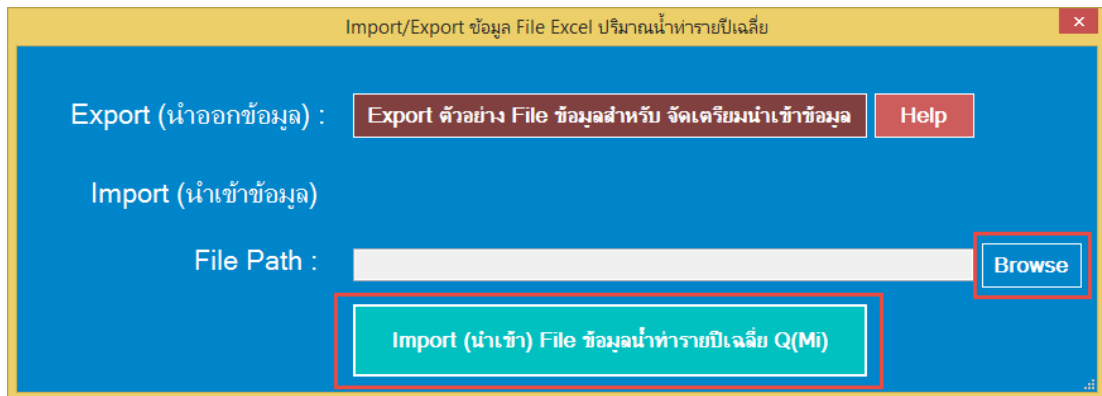 Import/Export ข้อมูล File Excel ปริมาณน้ำท่ารายปีเฉลี่ย
Export (นำออกข้อมูล) : Export ตัวอย่าง File ข้อมูลสำหรับ จัดเตรียมนำเข้าข้อมูล Help
Import (นำเข้าข้อมูล)
File Path : Browse
Import (นำเข้า) File ข้อมูลน้ำท่ารายปีเฉลี่ย Q(Mi)